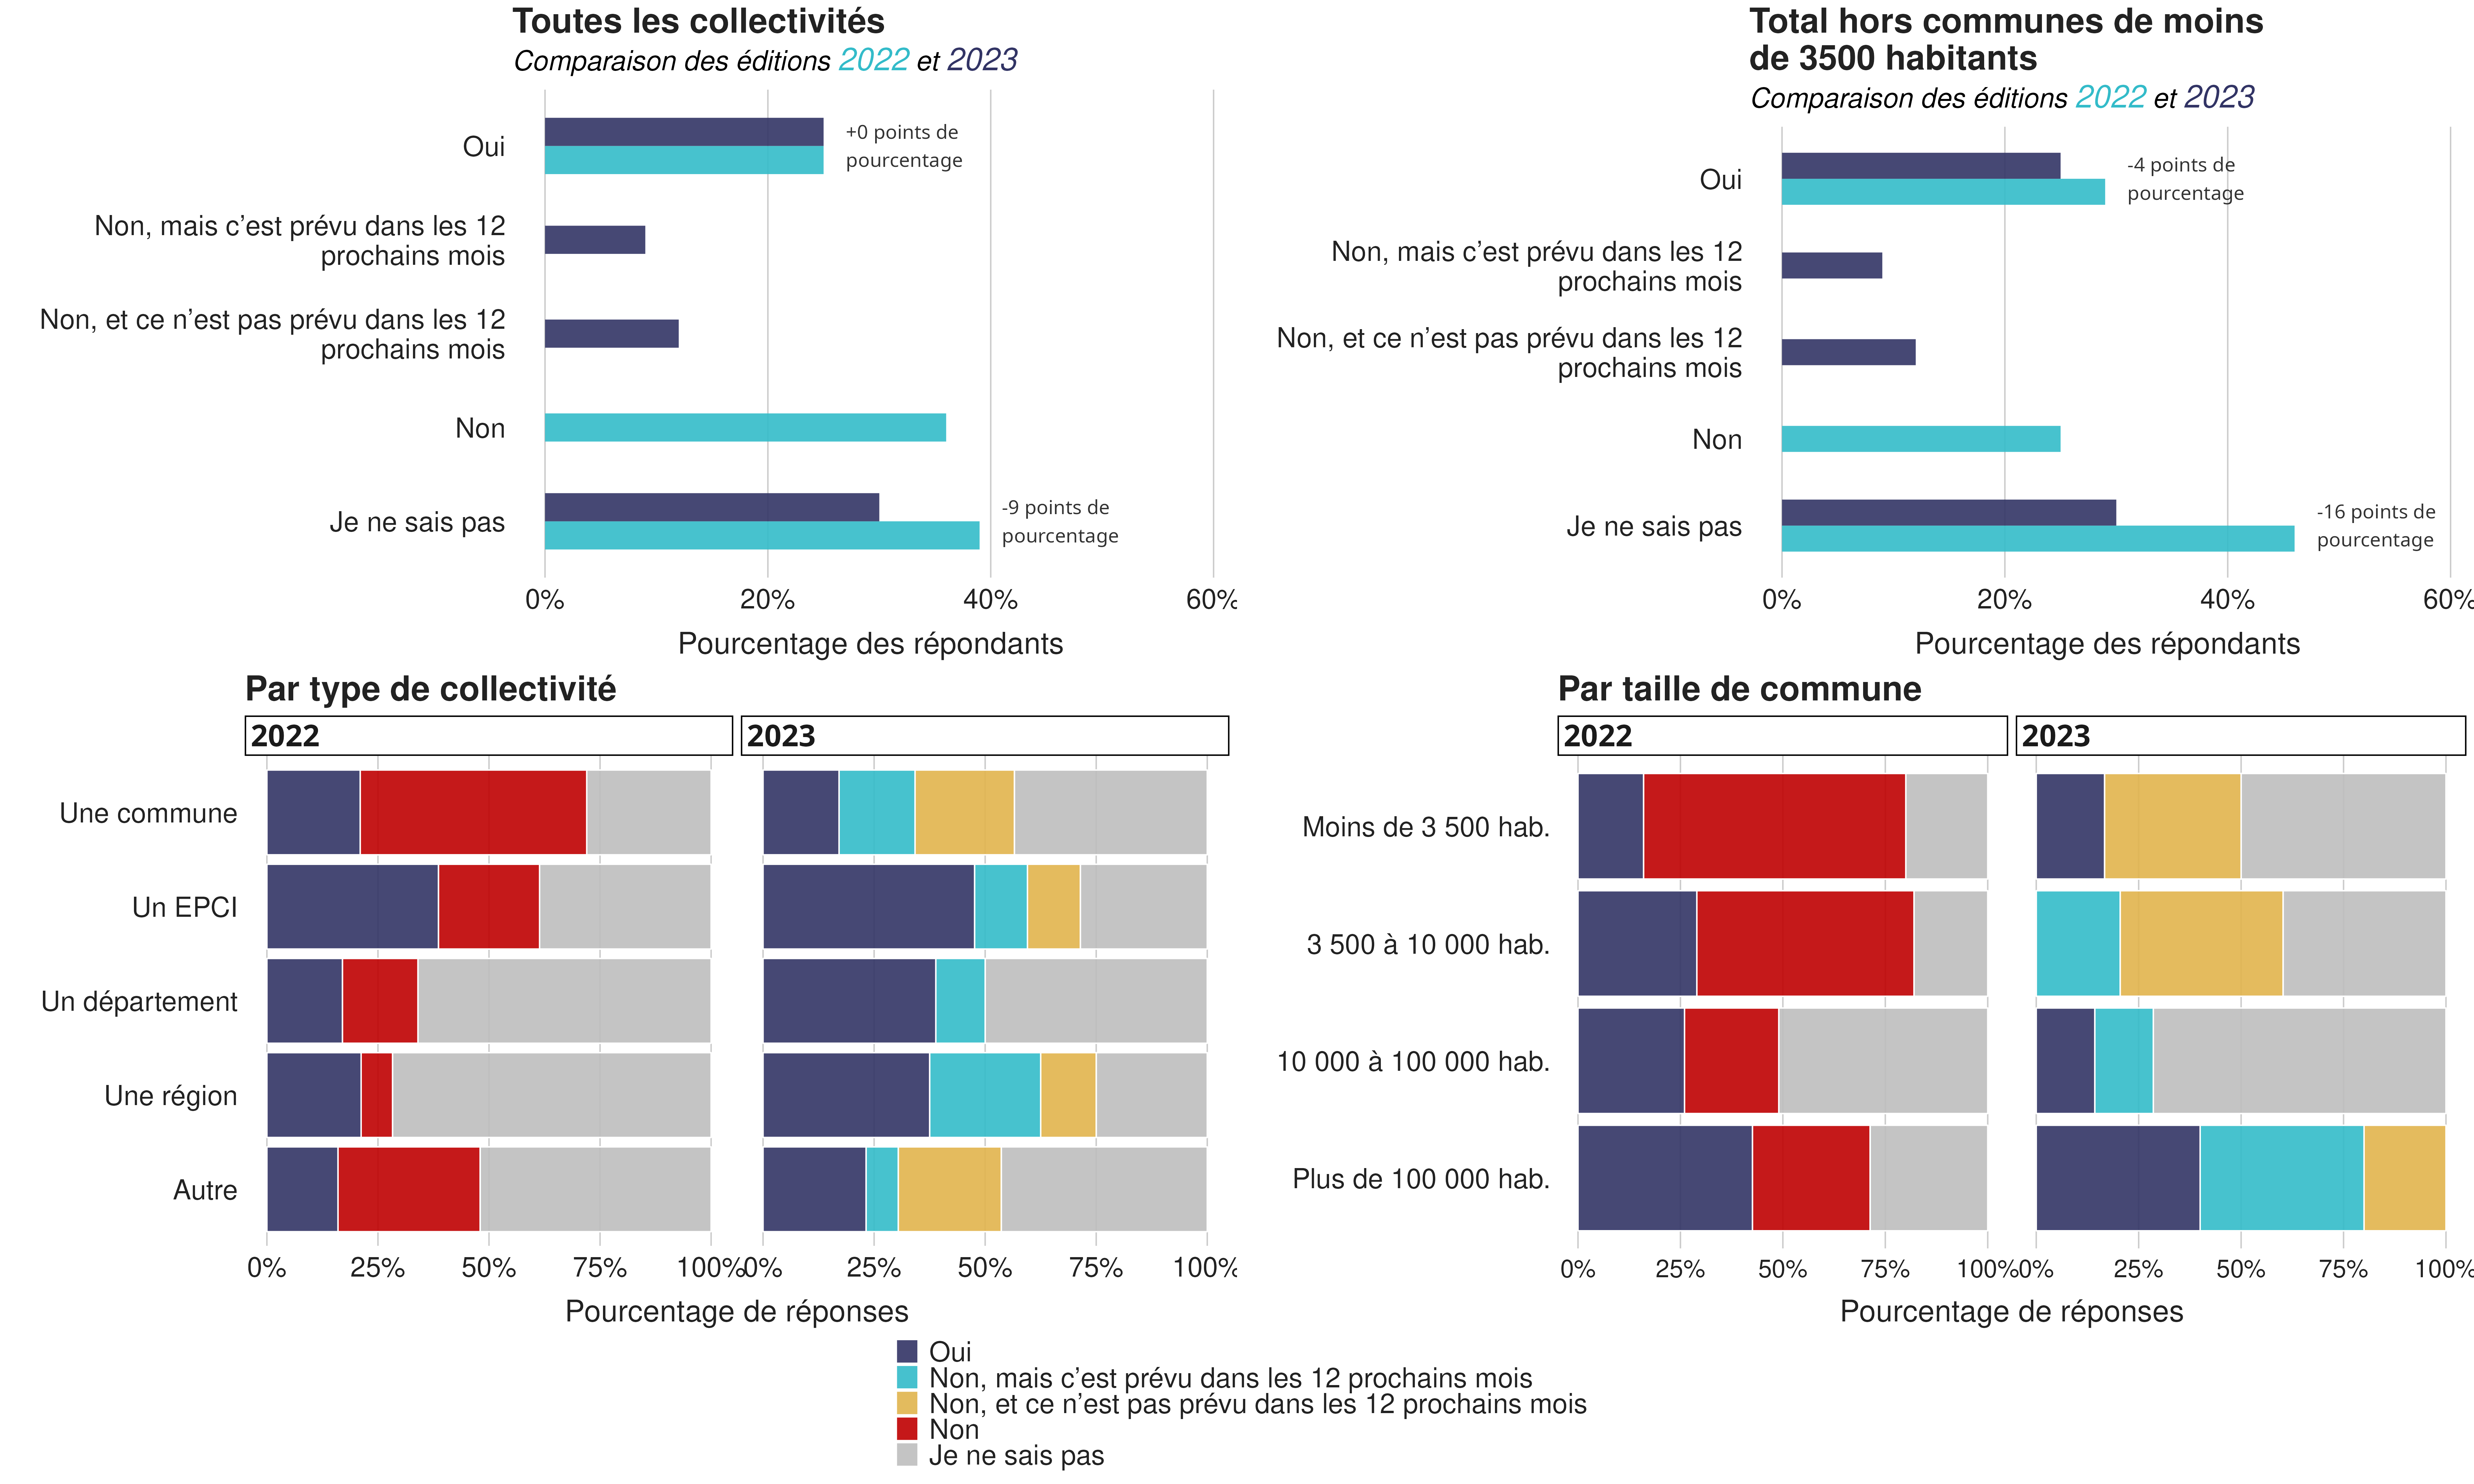 Toutes les collectivités
Comparaison des éditions 2022 et 2023
Oui
+0 points de
pourcentage
Non, mais c’est prévu dans les 12
prochains mois
Non, et ce n’est pas prévu dans les 12
prochains mois
Non
Je ne sais pas
-9 points de
pourcentage
0% 20% 40% 60%
Pourcentage des répondants
Total hors communes de moins
de 3500 habitants
Comparaison des éditions 2022 et 2023
Oui
-4 points de
pourcentage
Non, mais c’est prévu dans les 12
prochains mois
Non, et ce n’est pas prévu dans les 12
prochains mois
Non
Je ne sais pas
-16 points de
pourcentage
0% 20% 40% 60%
Pourcentage des répondants
Par type de collectivité
2022 2023
Une commune
Un EPCI
Un département
Une région
Autre
0% 25% 50% 75% 100% 0% 25% 50% 75% 100%
Pourcentage de réponses
Par taille de commune
2022 2023
Moins de 3 500 hab.
3 500 à 10 000 hab.
10 000 à 100 000 hab.
Plus de 100 000 hab.
0% 25% 50% 75% 100% 0% 25% 50% 75% 100%
Pourcentage de réponses
Oui
Non, mais c’est prévu dans les 12 prochains mois
Non, et ce n’est pas prévu dans les 12 prochains mois
Non
Je ne sais pas